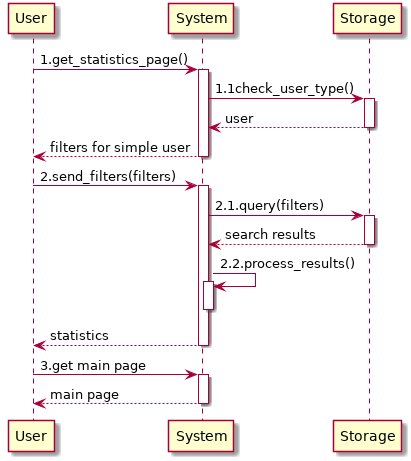 User System Storage
1.get_statistics_page()
1.1check_user_type()
user
filters for simple user
2.send_filters(filters)
2.1.query(filters)
search results
2.2.process_results()
statistics
3.get main page
main page
User System Storage